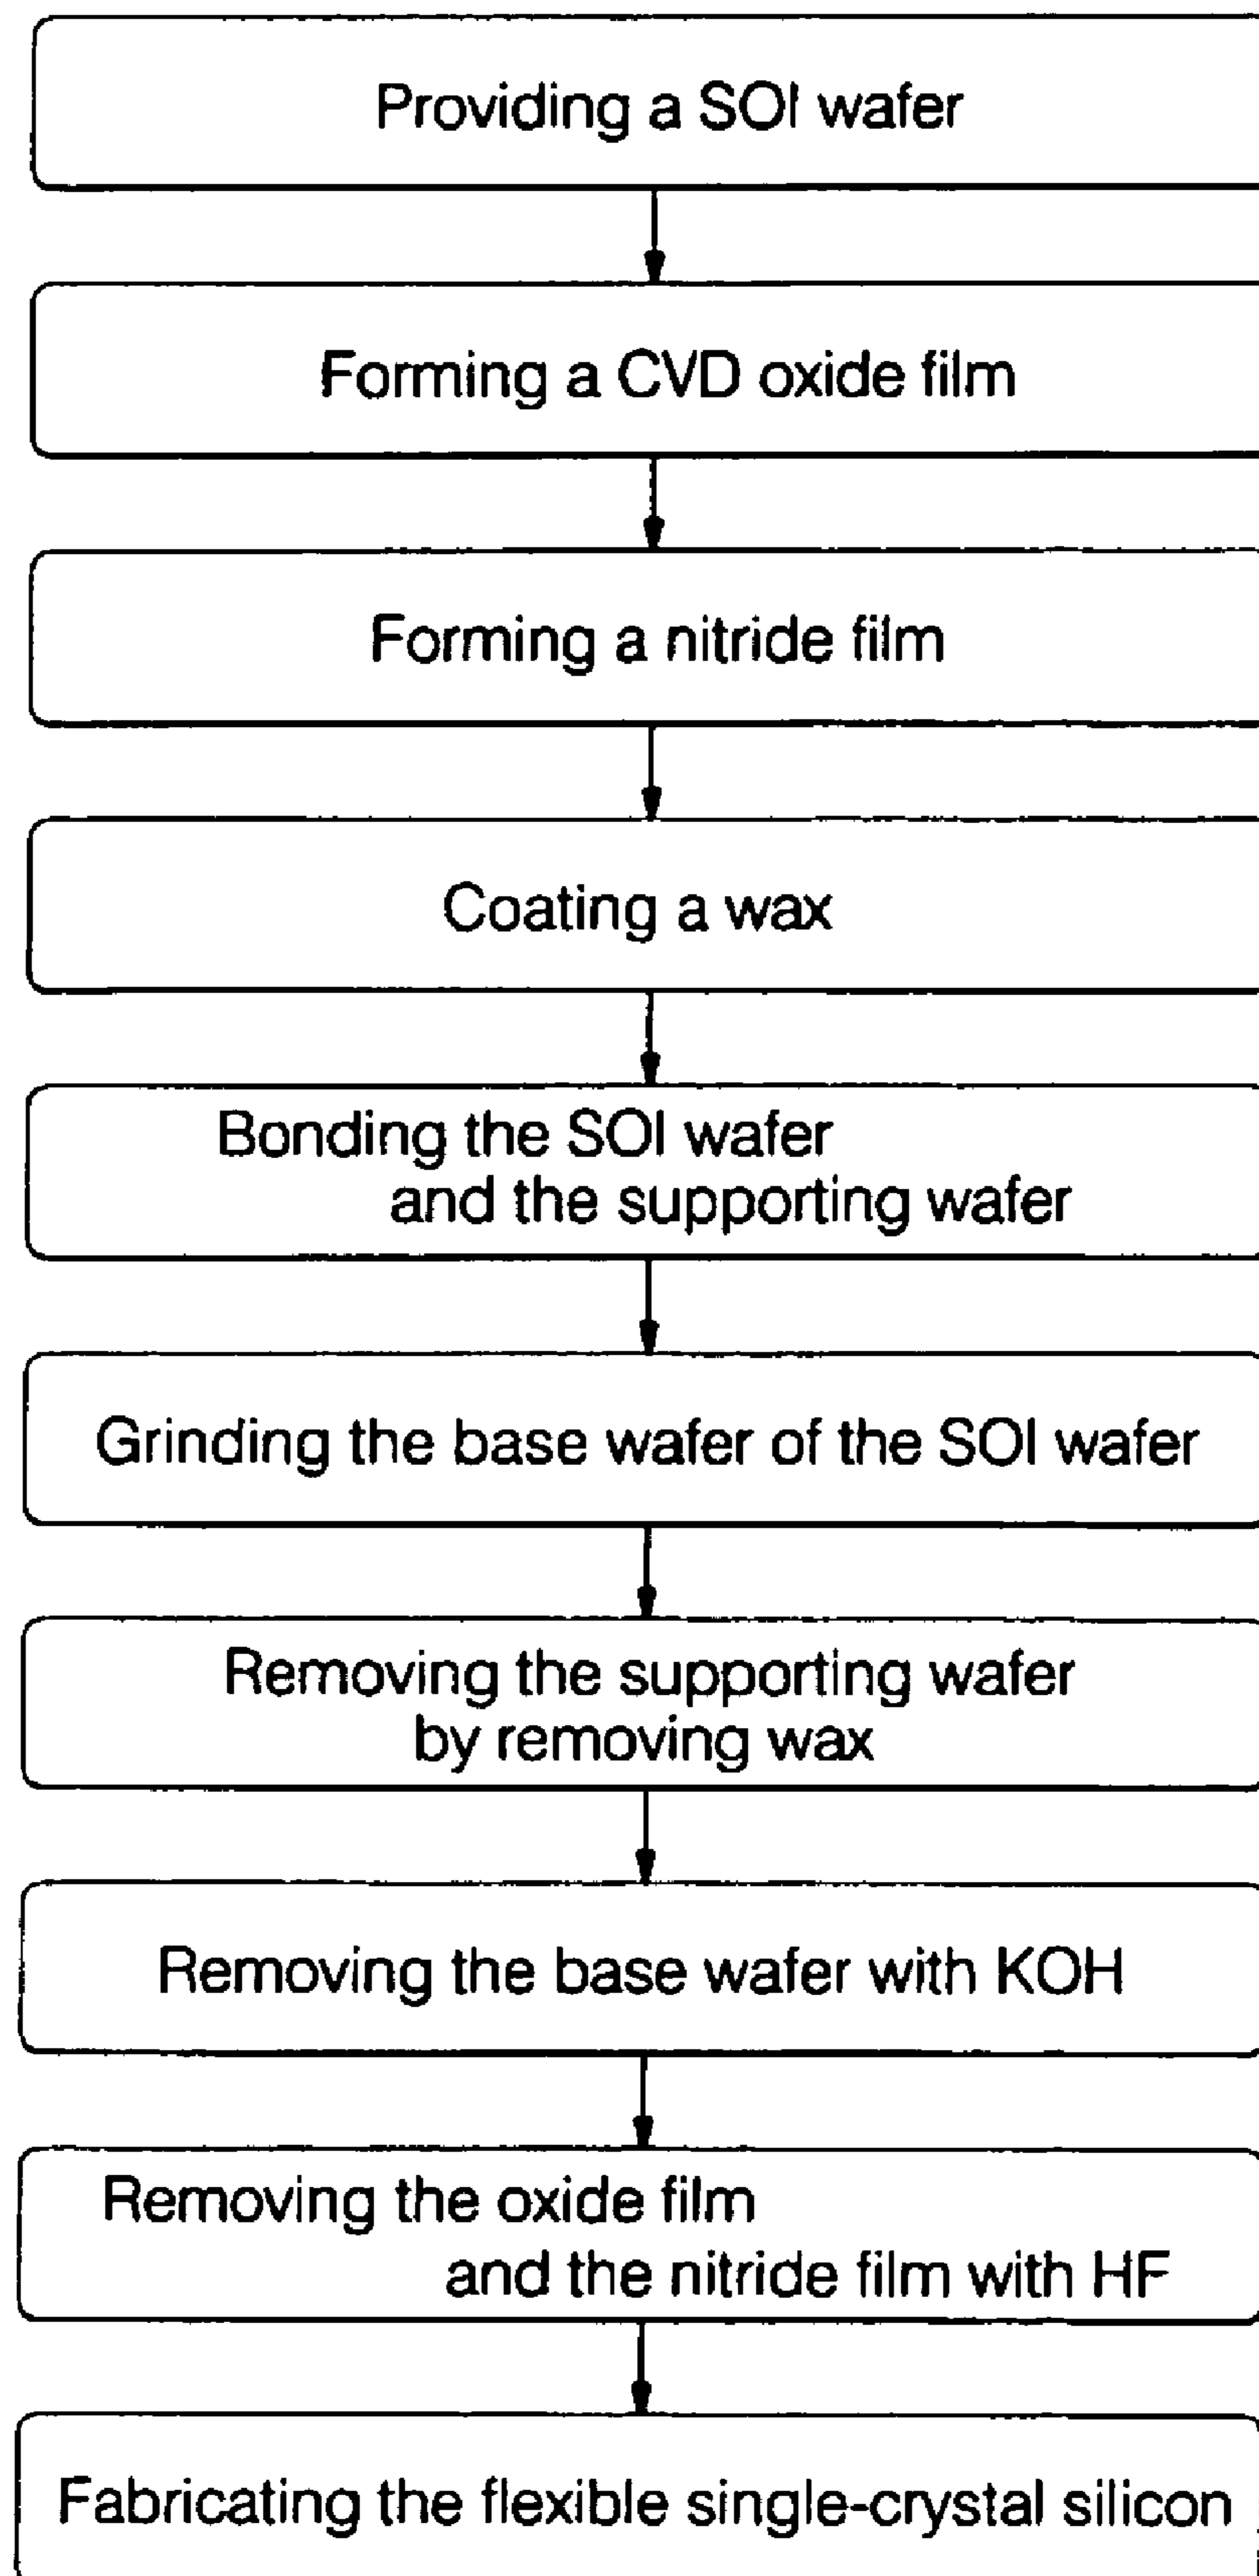 Providing a SOI wafer
Forming a CVD oxide film
Forming a nitride film
Coating a wax
Bonding the SOI wafer
and the supporting wafer
Grinding the base wafer of the SOI wafer
Removing the supporting wafer
by removing wax
Removing the base wafer with KOH
Removing the oxide film
and the nitride film with HF
Fabricating the flexible single-crystal silicon